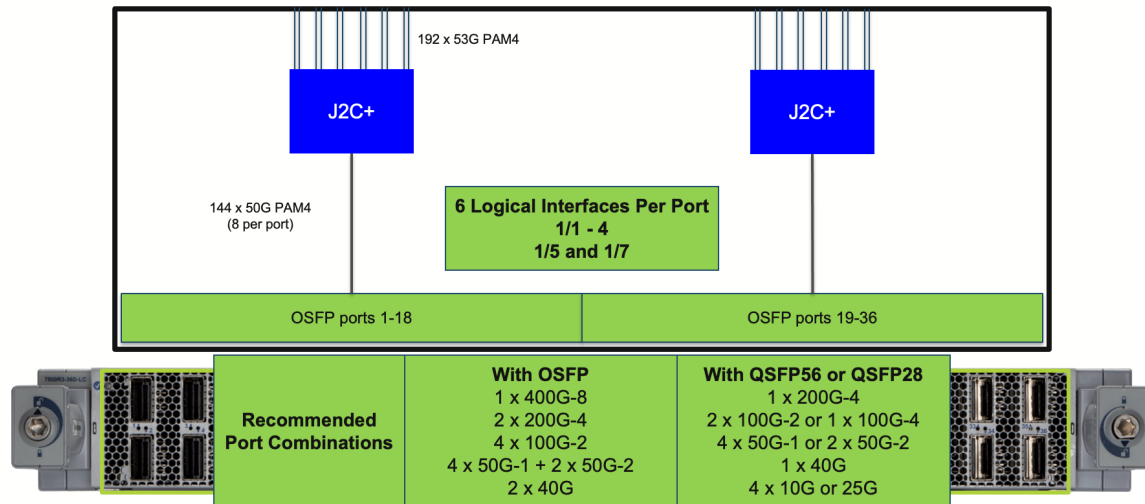 192 x 53G PAM4
J2C+
J2C+
144 x 50G PAM4
(8 per port)
6 Logical Interfaces Per Port
1/1 - 4
1/5 and 1/7
OSFP ports 1-18
OSFP ports 19-36
Recommended
Port Combinations
With OSFP
1 x 400G-8
2 x 200G-4
4 x 100G-2
4 x 50G-1 + 2 x 50G-2
2 x 40G
With QSFP56 or QSFP28
1 x 200G-4
2 x 100G-2 or 1 x 100G-4
4 x 50G-1 or 2 x 50G-2
1 x 40G
4 x 10G or 25G